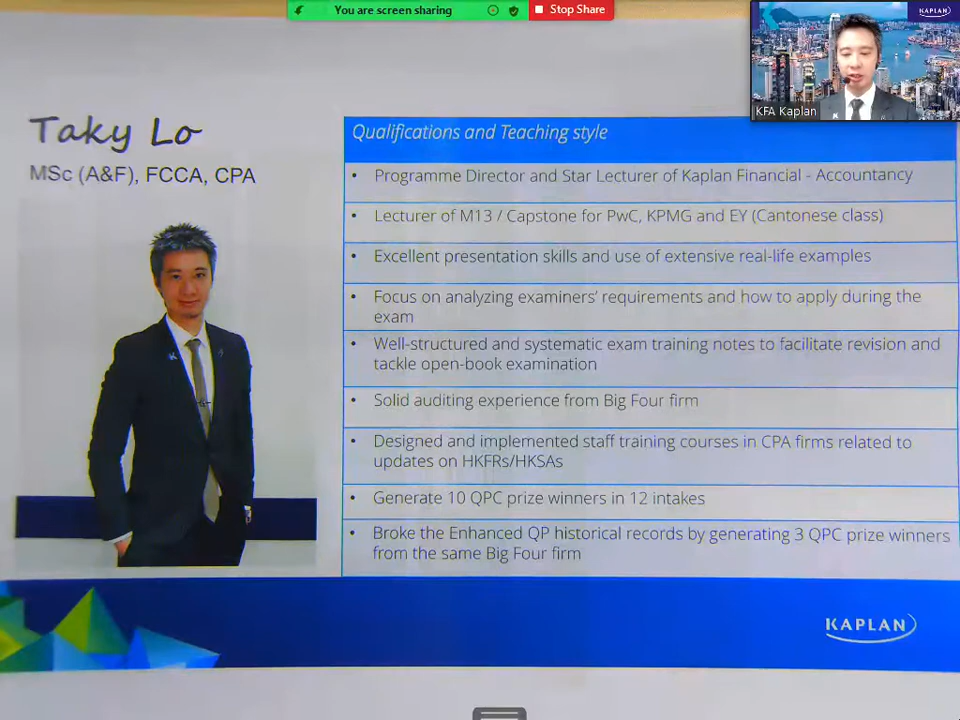 You are screen sharing
Stop Share
KAPLAN
KFA Kaplan
Taky Lo
MSc (A&F), FCCA, CPA
Qualifications and Teaching style
• Programme Director and Star Lecturer of Kaplan Financial - Accountancy
• Lecturer of M13 / Capstone for PwC, KPMG and EY (Cantonese class)
• Excellent presentation skills and use of extensive real-life examples
• Focus on analyzing examiners' requirements and how to apply during the
exam
• Well-structured and systematic exam training notes to facilitate revision and
tackle open-book examination
• Solid auditing experience from Big Four firm
• Designed and implemented staff training courses in CPA firms related to
updates on HKFRs/HKSAs
• Generate 10 QPC prize winners in 12 intakes
• Broke the Enhanced QP historical records by generating 3 QPC prize winners
from the same Big Four firm
KAPLAN